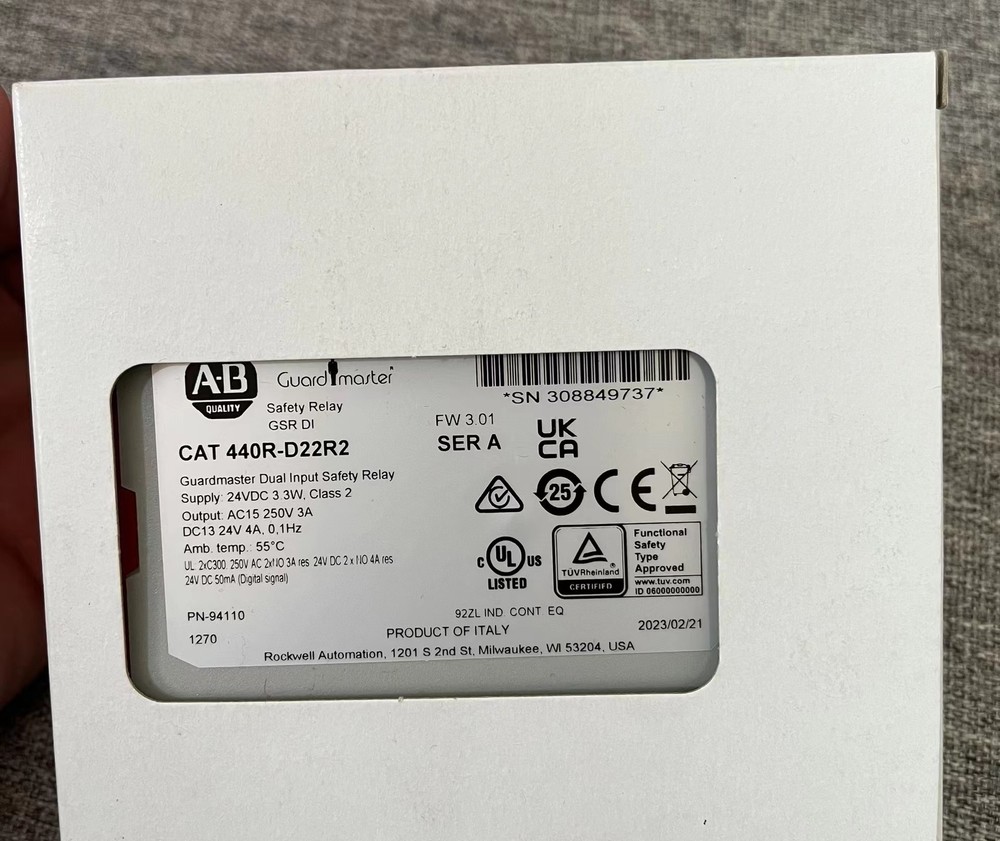 A-B
QUALITY
Guardmaster
Safety Relay
GSR DI
CAT 440R-D22R2
*SN 308849737*
FW 3.01
SER A
UK
CA
25
CE
Guardmaster Dual Input Safety Relay
Supply: 24VDC 3.3W, Class 2
Output: AC15 250V 3A
DC13 24V 4A, 0,1Hz
Amb. temp.: 55°C
UL: 2xC300, 250V AC 2xNO 3A res 24V DC 2 x NO 4A res
24V DC 50mA (Digital signal)
C UL US
LISTED
TÜVRheinland®
CERTIFIED
Functional
Safety
Type
Approved
www.tuv.com
ID 06000000000
PN-94110
1270
92ZL IND. CONT. EQ
PRODUCT OF ITALY
2023/02/21
Rockwell Automation, 1201 S 2nd St, Milwaukee, WI 53204, USA